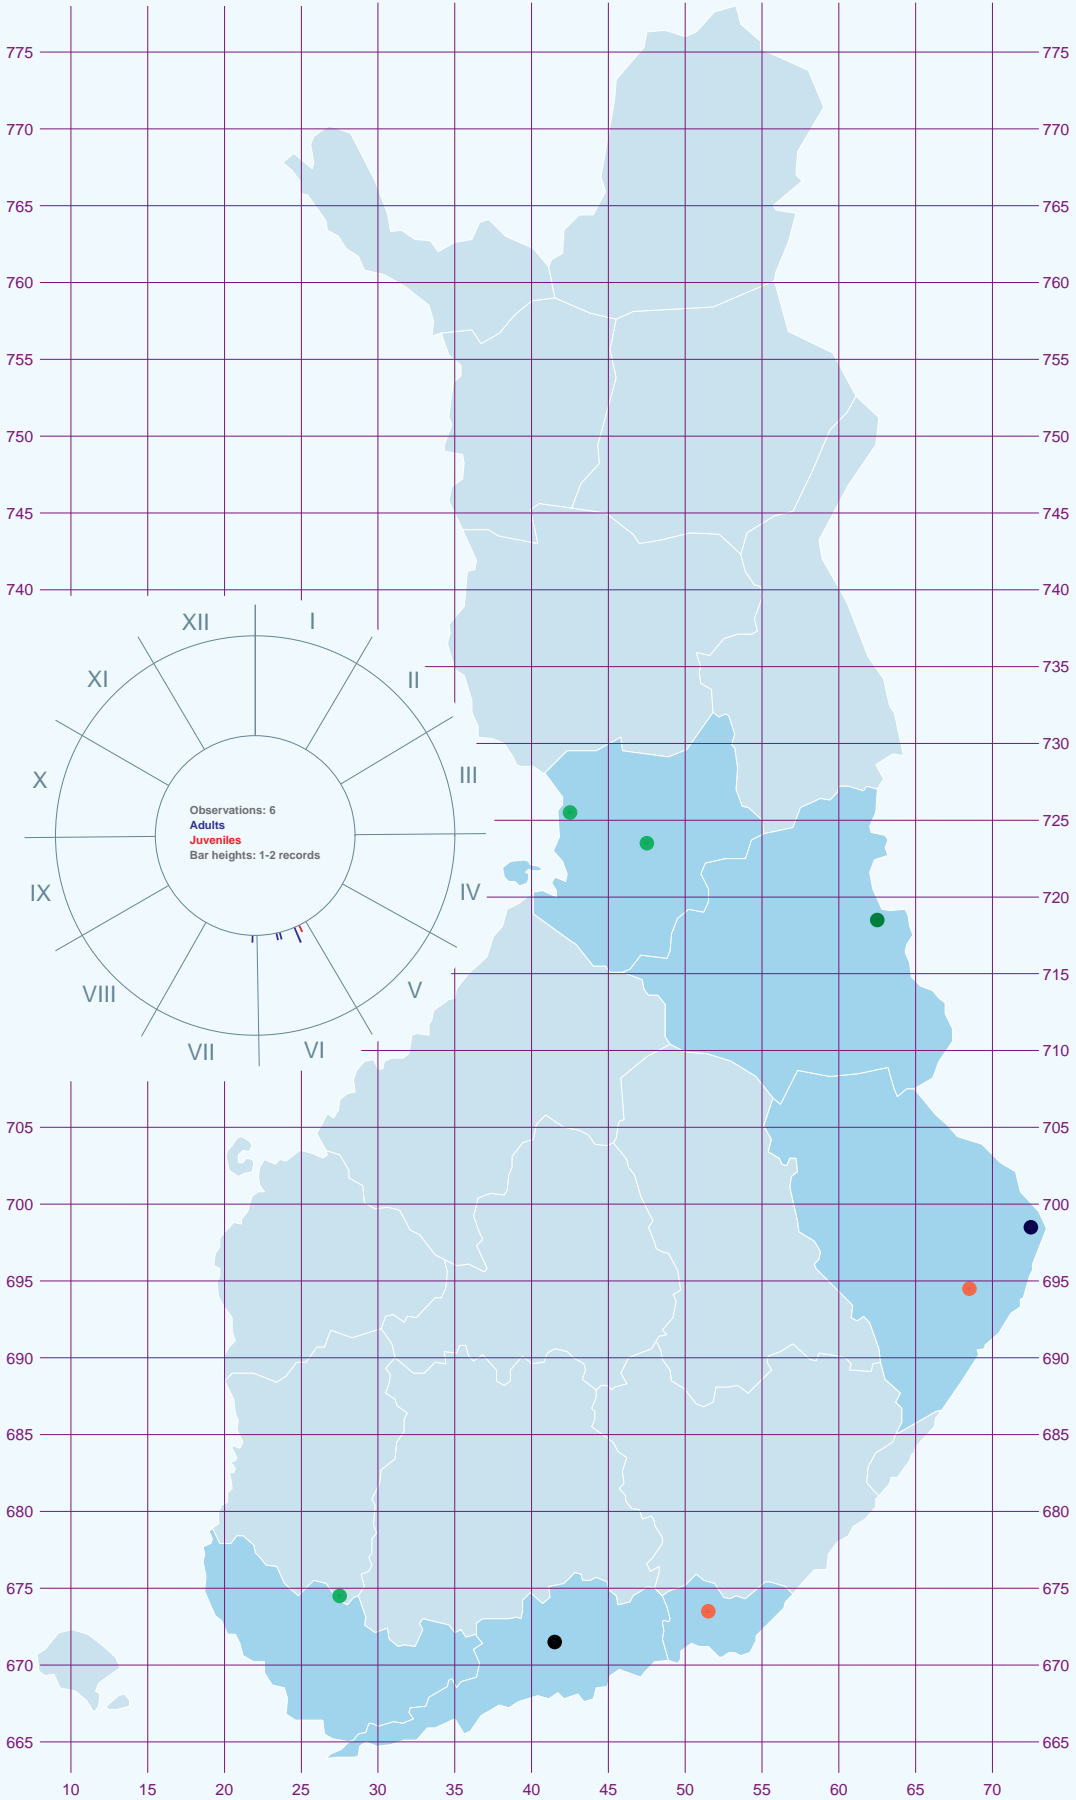 775 775
770 770
765 765
760 760
755 755
750 750
745 745
740 740
XII I
XI II
735
730
X III
725
Observations: 6
Adults
Juveniles
Bar heights: 1-2 records
IX IV
720
715
VIII V
VII VI
710
705 705
700 700
695 695
690 690
685 685
680 680
675 675
670 670
665 665
10 15 20 25 30 35 40 45 50 55 60 65 70